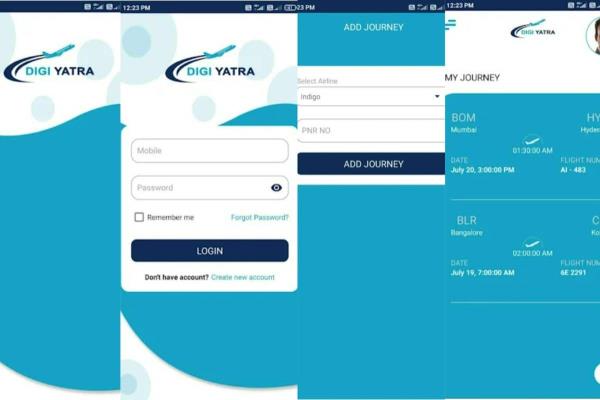 DIGI YATRA
12:23 PM
DIGI YATRA
Mobile
Password
Remember me
Forgot Password?
LOGIN
Don't have account? Create new account
:23 PM
ADD JOURNEY
Select Airline
Indigo
PNR NO
ADD JOURNEY
12:23 PM
DIGI YATRA
MY JOURNEY
BOM
HY
Mumbai
Hydera
01:30:00 AM
DATE
FLIGHT NUM
July 20, 3:00:00 PM
AI - 483
BLR
C
Bangalore
Ko
02:00:00 AM
DATE
FLIGHT NUM
July 19, 7:00:00 AM
6E 2291